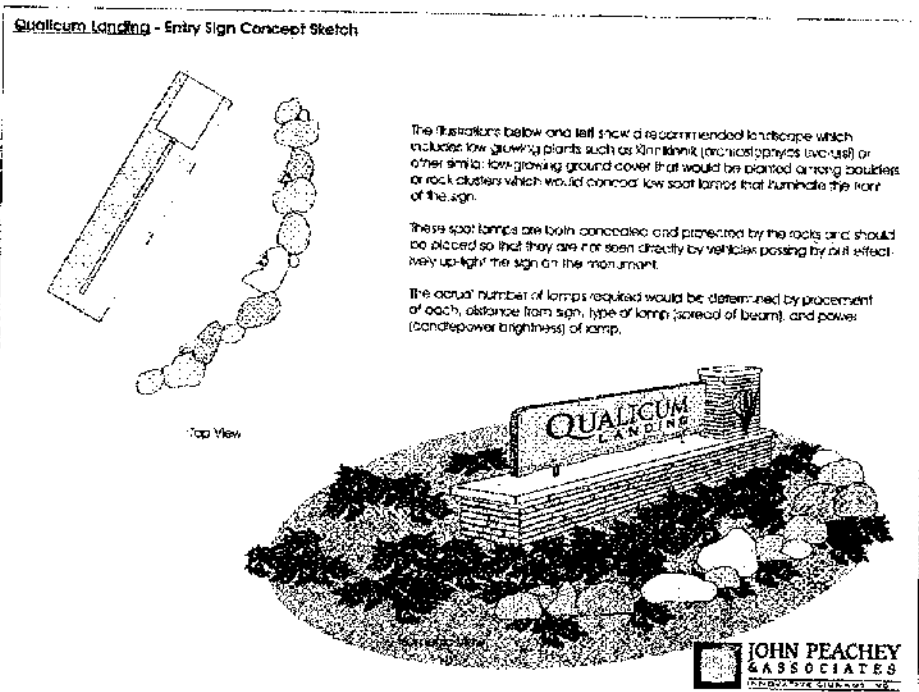 Qualicum Landing - Entry Sign Concept Sketch
The illustrations below and left show a recommended landscape which
includes low growing plants such as Kinnikinnik (arctostaphylos uva-ursi) or
other similar low-growing ground cover that would be planted among boulders
or rock clusters which would conceal low spot lamps that illuminate the front
of the sign.
These spot lamps are both concealed and protected by the rocks and should
be placed so that they are not seen directly by vehicles passing by but effect-
ively up-light the sign on the monument.
The actual number of lamps required would be determined by placement
of each, distance from sign, type of lamp (spread of beam), and power
(candlepower brightness) of lamp.
Top View
QUALICUM
LANDING
JOHN PEACHEY
& ASSOCIATES